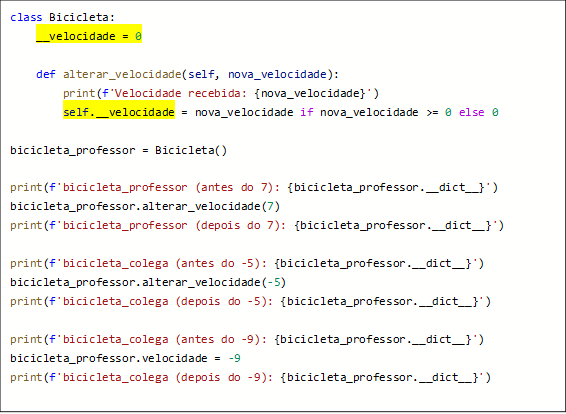 class Bicicleta:
    __velocidade = 0
    def alterar_velocidade(self, nova_velocidade):
        print(f'Velocidade recebida: {nova_velocidade}')
        self.__velocidade = nova_velocidade if nova_velocidade >= 0 else 0
bicicleta_professor = Bicicleta()
print(f'bicicleta_professor (antes do 7): {bicicleta_professor.__dict__}')
bicicleta_professor.alterar_velocidade(7)
print(f'bicicleta_professor (depois do 7): {bicicleta_professor.__dict__}')
print(f'bicicleta_colega (antes do -5): {bicicleta_professor.__dict__}')
bicicleta_professor.alterar_velocidade(-5)
print(f'bicicleta_colega (depois do -5): {bicicleta_professor.__dict__}')
print(f'bicicleta_colega (antes do -9): {bicicleta_professor.__dict__}')
bicicleta_professor.velocidade = -9
print(f'bicicleta_colega (depois do -9): {bicicleta_professor.__dict__}')